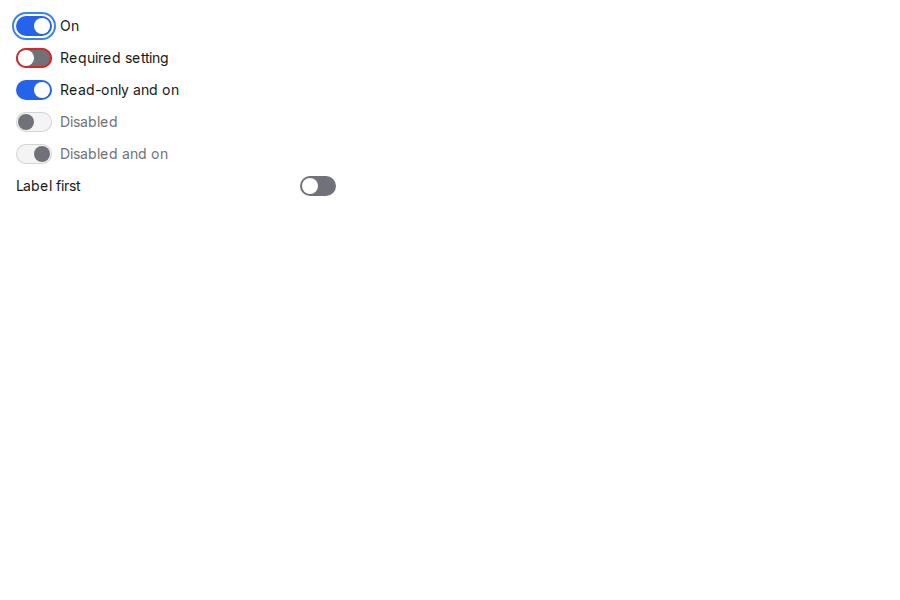 On
Required setting
Read-only and on
Disabled
Disabled and on
Label first